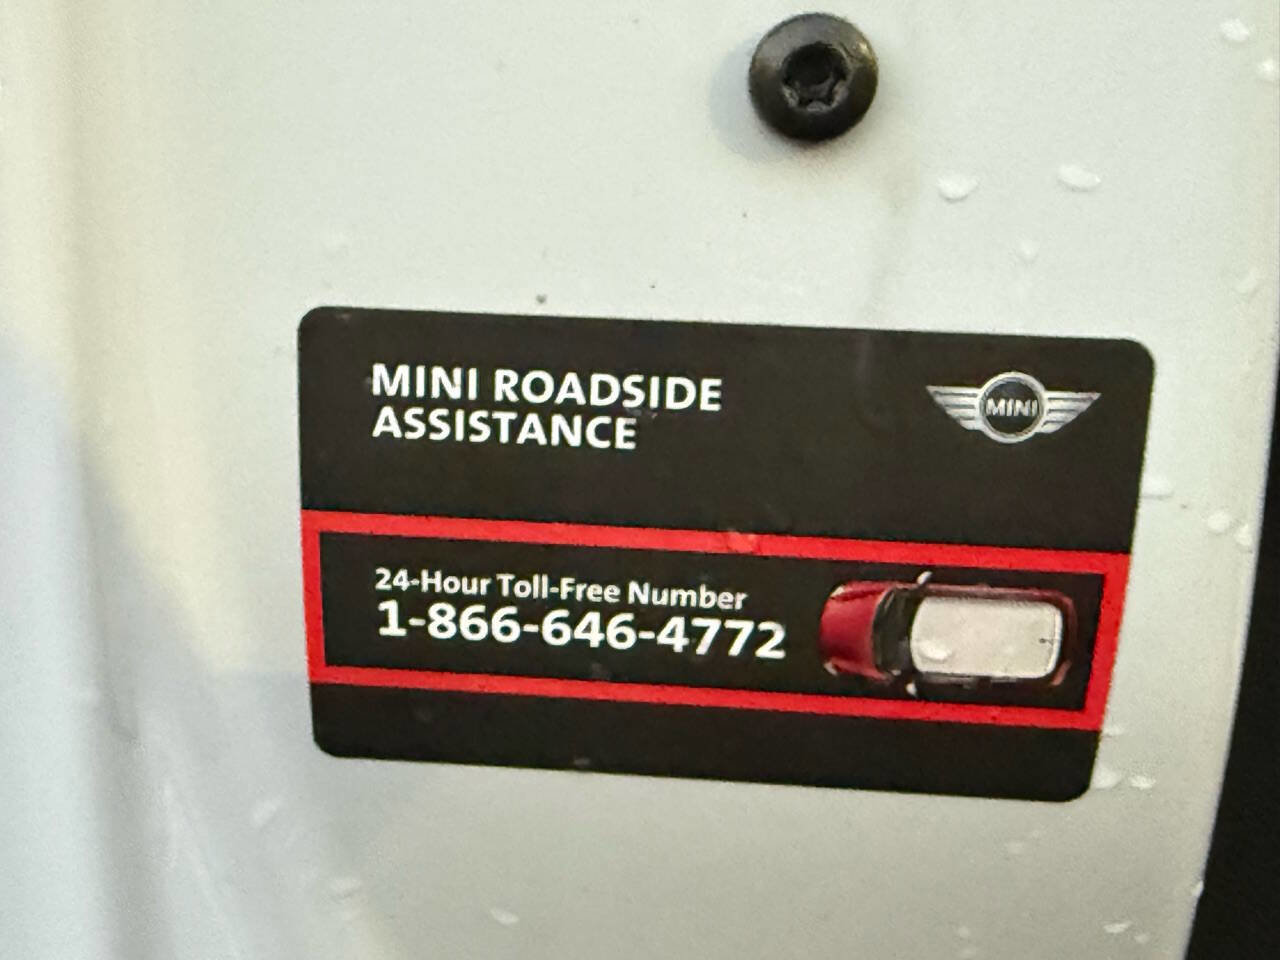 MINI ROADSIDE
ASSISTANCE
MINI
24-Hour Toll-Free Number
1-866-646-4772